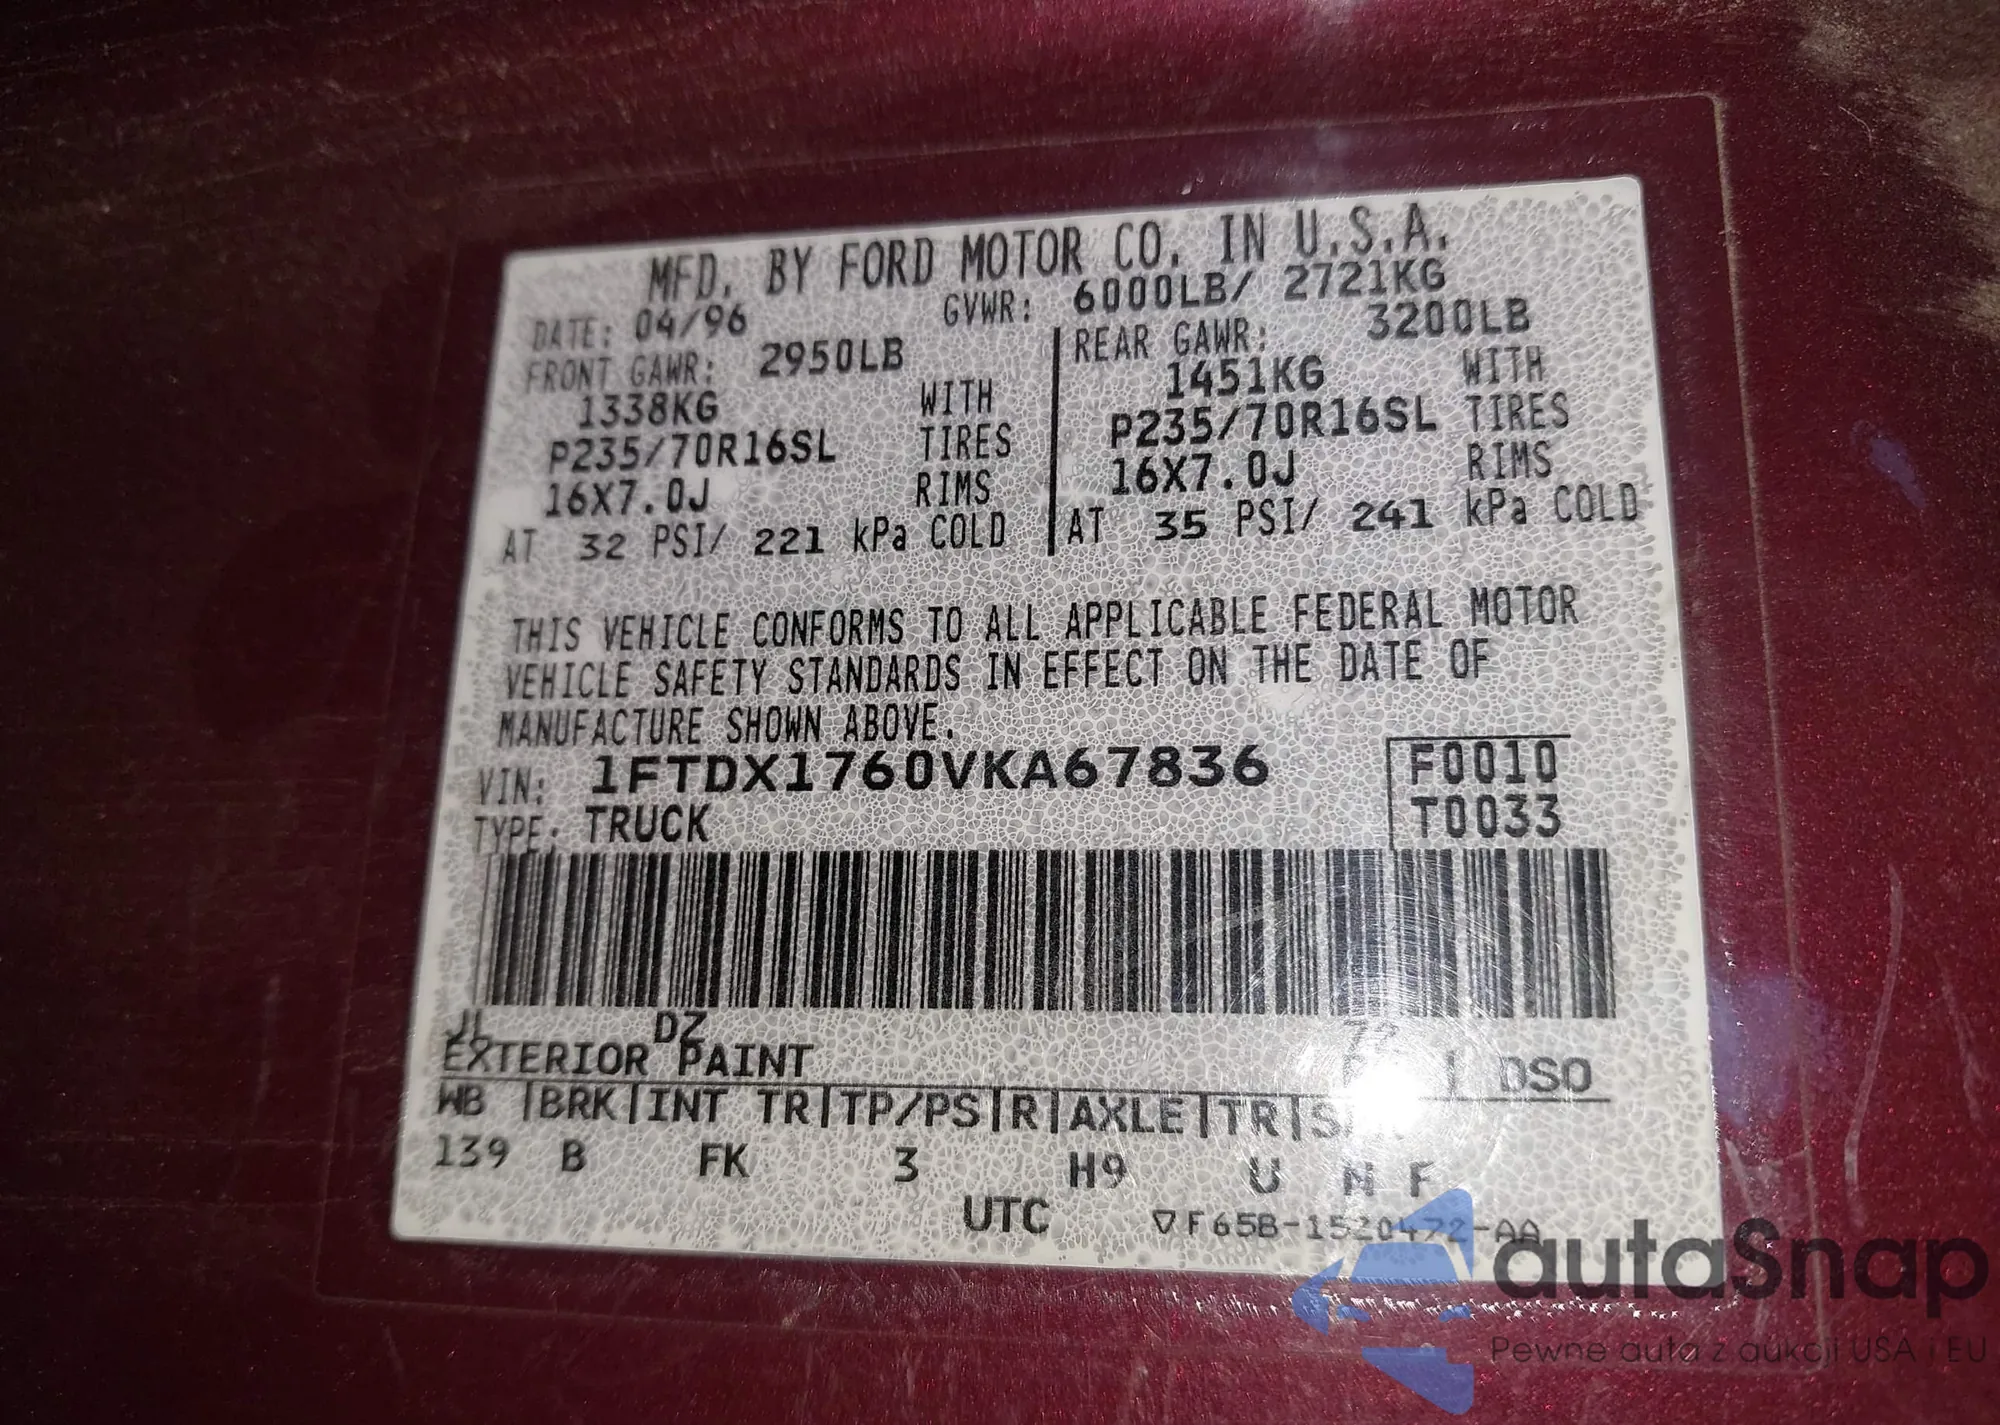 MFD. BY FORD MOTOR CO. IN U.S.A.
DATE: 04/96 GVWR: 6000LB/ 2721KG
FRONT GAWR: 2950LB REAR GAWR: 3200LB
1338KG WITH 1451KG WITH
P235/70R16SL TIRES P235/70R16SL TIRES
16X7.0J RIMS 16X7.0J RIMS
AT 32 PSI/ 221 kPa COLD AT 35 PSI/ 241 kPa COLD
THIS VEHICLE CONFORMS TO ALL APPLICABLE FEDERAL MOTOR
VEHICLE SAFETY STANDARDS IN EFFECT ON THE DATE OF
MANUFACTURE SHOWN ABOVE.
VIN: 1FTDX1760VKA67836 F0010
TYPE: TRUCK T0033
JL DZ 72
EXTERIOR PAINT DSO
WB BRK INT TR TP/PS R AXLE TR
139 B FK 3 H9 U N F
UTC ▽F65B-1520472-AA
autaSnap
Pewne auta z aukcji USA i EU